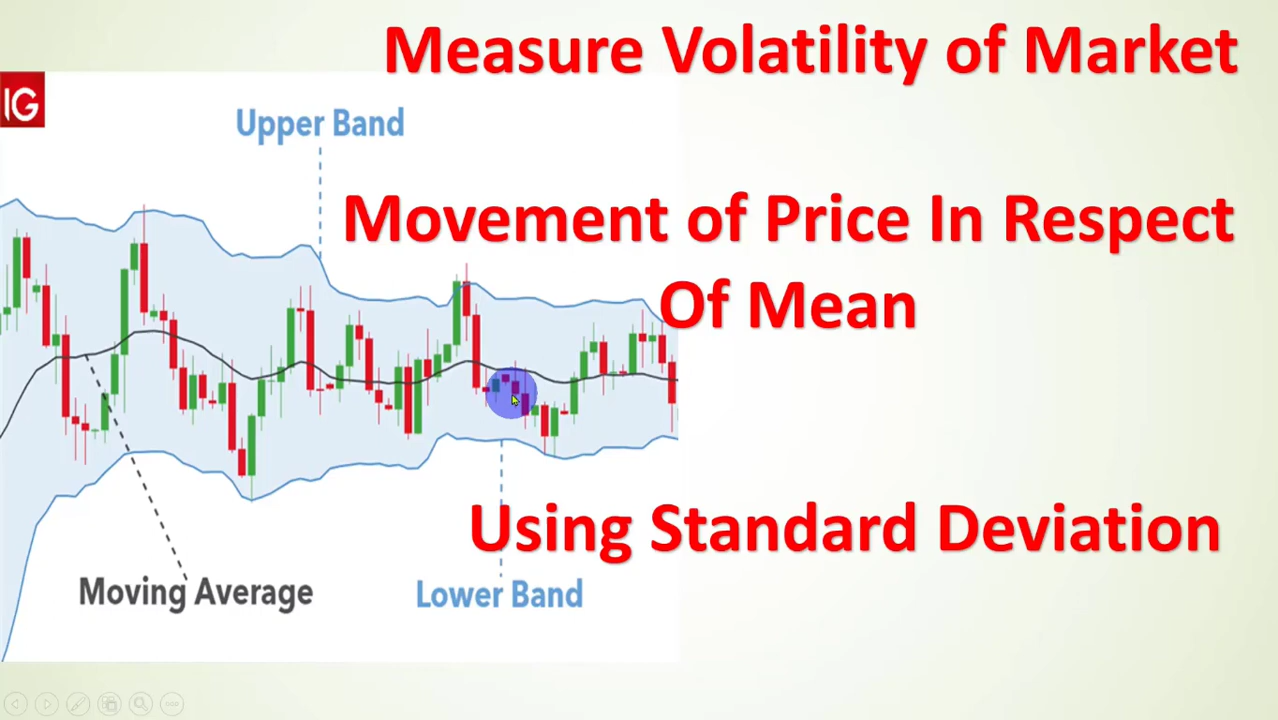 Measure Volatility of Market
IG
Upper Band
Movement of Price In Respect
Of Mean
Using Standard Deviation
Moving Average
Lower Band